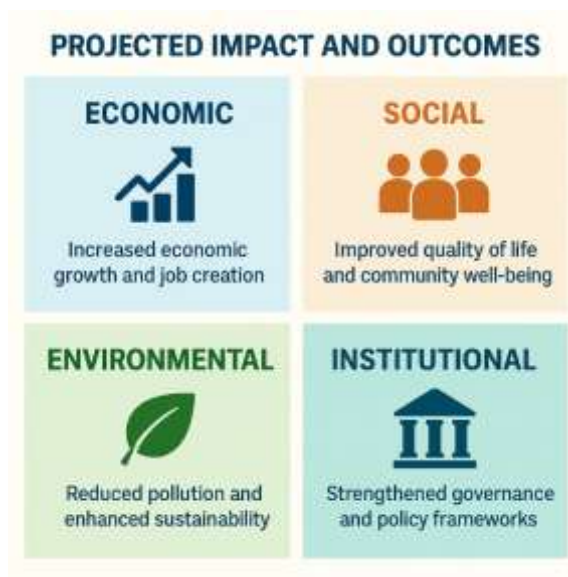 PROJECTED IMPACT AND OUTCOMES
ECONOMIC
Increased economic
growth and job creation
SOCIAL
Improved quality of life
and community well-being
ENVIRONMENTAL
Reduced pollution and
enhanced sustainability
INSTITUTIONAL
Strengthened governance
and policy frameworks